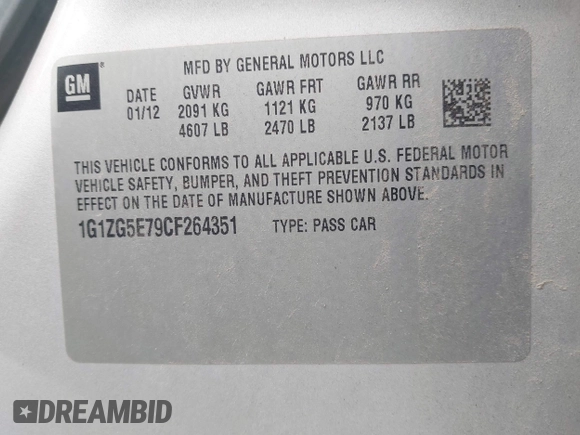 GM
MFD BY GENERAL MOTORS LLC
DATE GVWR GAWR FRT GAWR RR
01/12 2091 KG 1121 KG 970 KG
4607 LB 2470 LB 2137 LB
THIS VEHICLE CONFORMS TO ALL APPLICABLE U.S. FEDERAL MOTOR
VEHICLE SAFETY, BUMPER, AND THEFT PREVENTION STANDARDS IN
EFFECT ON THE DATE OF MANUFACTURE SHOWN ABOVE.
1G1ZG5E79CF264351 TYPE: PASS CAR
DREAMBID